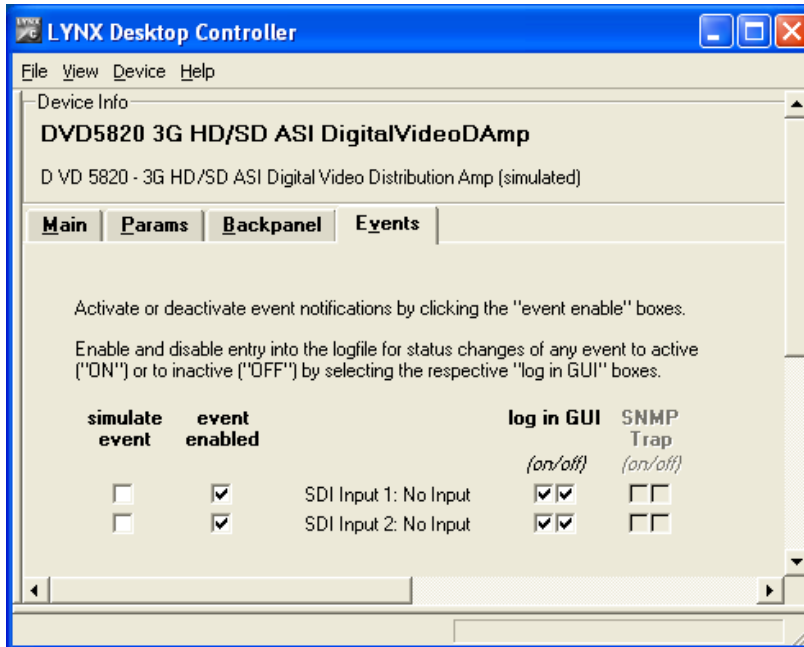 LYNX Desktop Controller
File View Device Help
Device Info
DVD5820 3G HD/SD ASI DigitalVideoDAmp
D VD 5820 - 3G HD/SD ASI Digital Video Distribution Amp (simulated)
Main Params Backpanel Events
Activate or deactivate event notifications by clicking the "event enable" boxes.
Enable and disable entry into the logfile for status changes of any event to active
("ON") or to inactive ("OFF") by selecting the respective "log in GUI" boxes.
simulate event log in GUI SNMP
event enabled Trap
(on/off) (on/off)
SDI Input 1: No Input
SDI Input 2: No Input